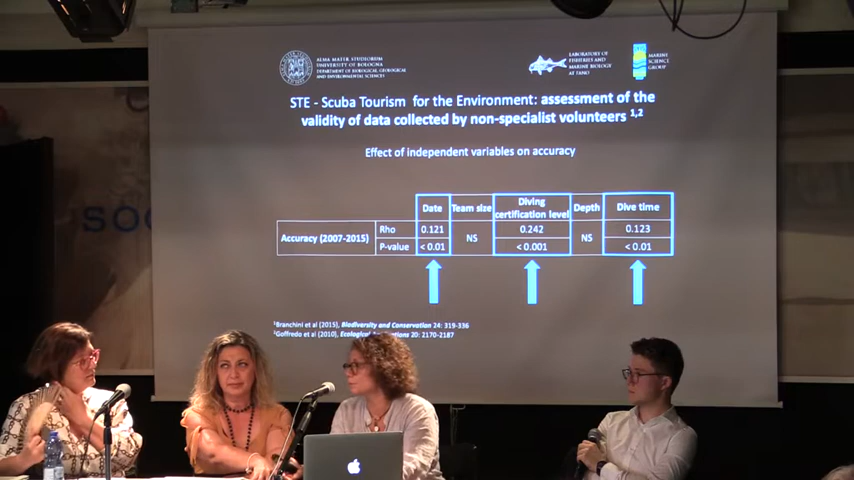 ALMA MATER STUDIORUM
UNIVERSITY OF BOLOGNA
DEPARTMENT OF BIOLOGICAL, GEOLOGICAL
AND ENVIRONMENTAL SCIENCES
LABORATORY OF
FISHERIES AND
MARINE BIOLOGY
AT FANO
MARINE
SCIENCE
GROUP
STE - Scuba Tourism for the Environment: assessment of the
validity of data collected by non-specialist volunteers 1,2
Effect of independent variables on accuracy
Date Team size Diving certification level Depth Dive time
Accuracy (2007-2015) Rho 0.121 NS 0.242 NS 0.123
P-value < 0.01 < 0.001 < 0.01
1Branchini et al (2015), Biodiversity and Conservation 24: 319-336
2Goffredo et al (2010), Ecological Applications 20: 2170-2187
SOC